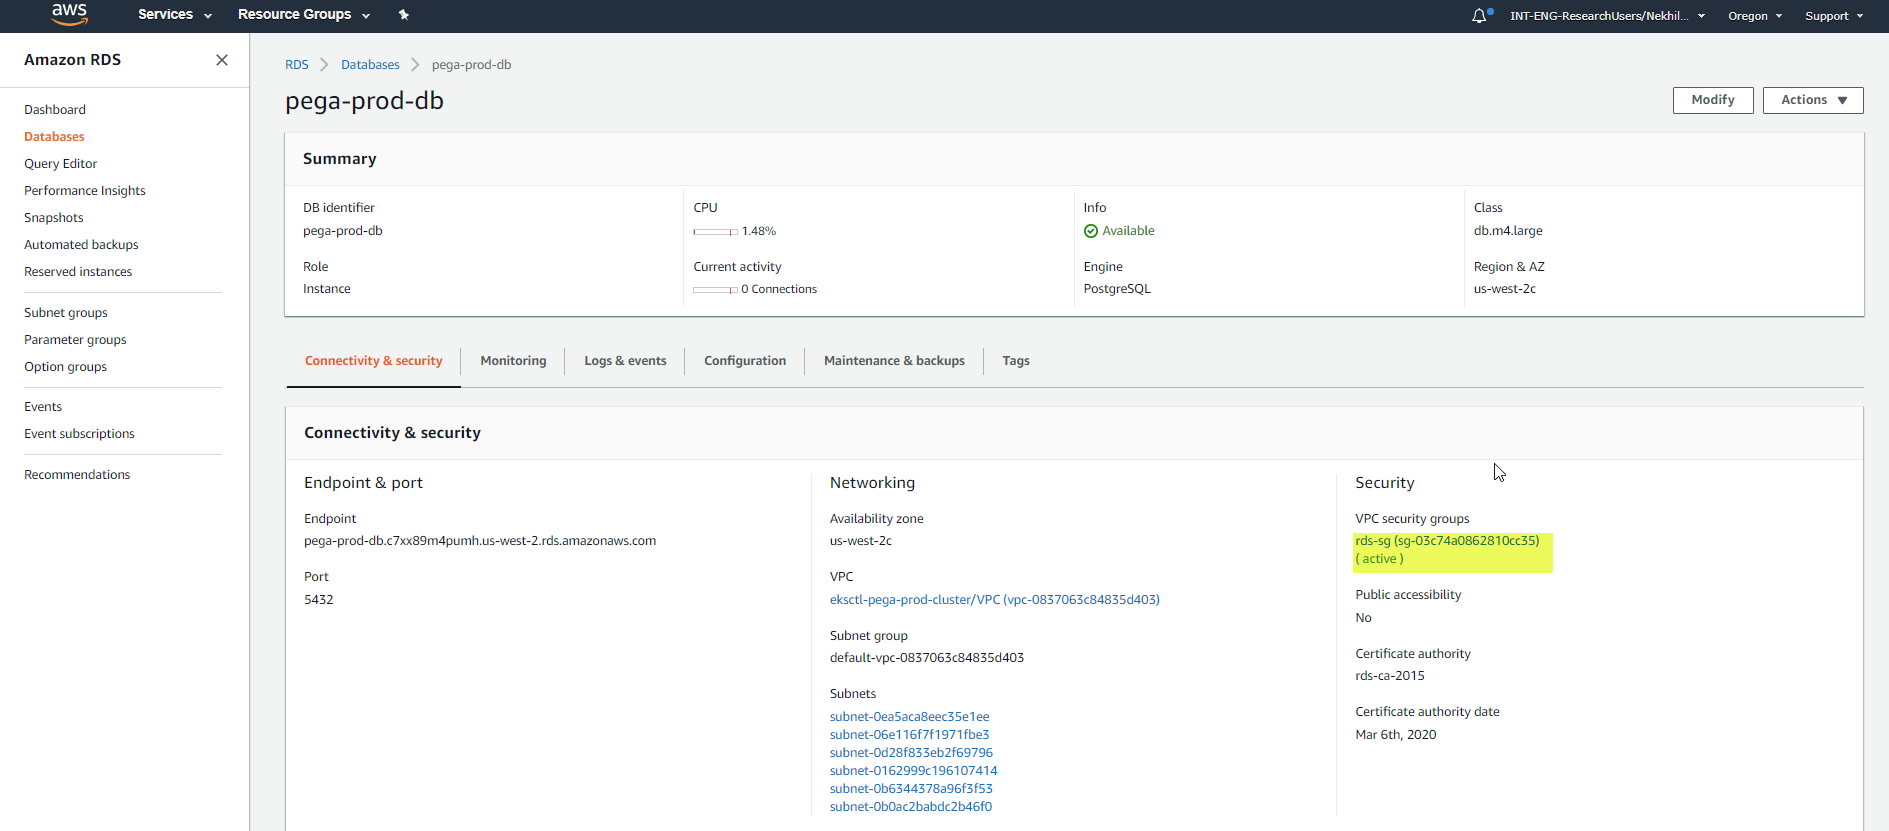 aws
Services
Resource Groups
INT-ENG-ResearchUsers/Nekhil...
Oregon
Support
Amazon RDS
Dashboard
Databases
Query Editor
Performance Insights
Snapshots
Automated backups
Reserved instances
Subnet groups
Parameter groups
Option groups
Events
Event subscriptions
Recommendations
RDS
Databases
pega-prod-db
pega-prod-db
Modify
Actions
Summary
DB identifier
pega-prod-db
CPU
1.48%
Info
Available
Class
db.m4.large
Role
Instance
Current activity
0 Connections
Engine
PostgreSQL
Region & AZ
us-west-2c
Connectivity & security
Monitoring
Logs & events
Configuration
Maintenance & backups
Tags
Connectivity & security
Endpoint & port
Endpoint
pega-prod-db.c7xx89m4pumh.us-west-2.rds.amazonaws.com
Port
5432
Networking
Availability zone
us-west-2c
VPC
eksctl-pega-prod-cluster/VPC (vpc-0837063c84835d403)
Subnet group
default-vpc-0837063c84835d403
Subnets
subnet-0ea5aca8eec35e1ee
subnet-06e116f7f1971fbe3
subnet-0d28f833eb2f69796
subnet-0162999c196107414
subnet-0b6344378a96f3f53
subnet-0b0ac2babdc2b46f0
Security
VPC security groups
rds-sg (sg-03c74a0862810cc35)
( active )
Public accessibility
No
Certificate authority
rds-ca-2015
Certificate authority date
Mar 6th, 2020